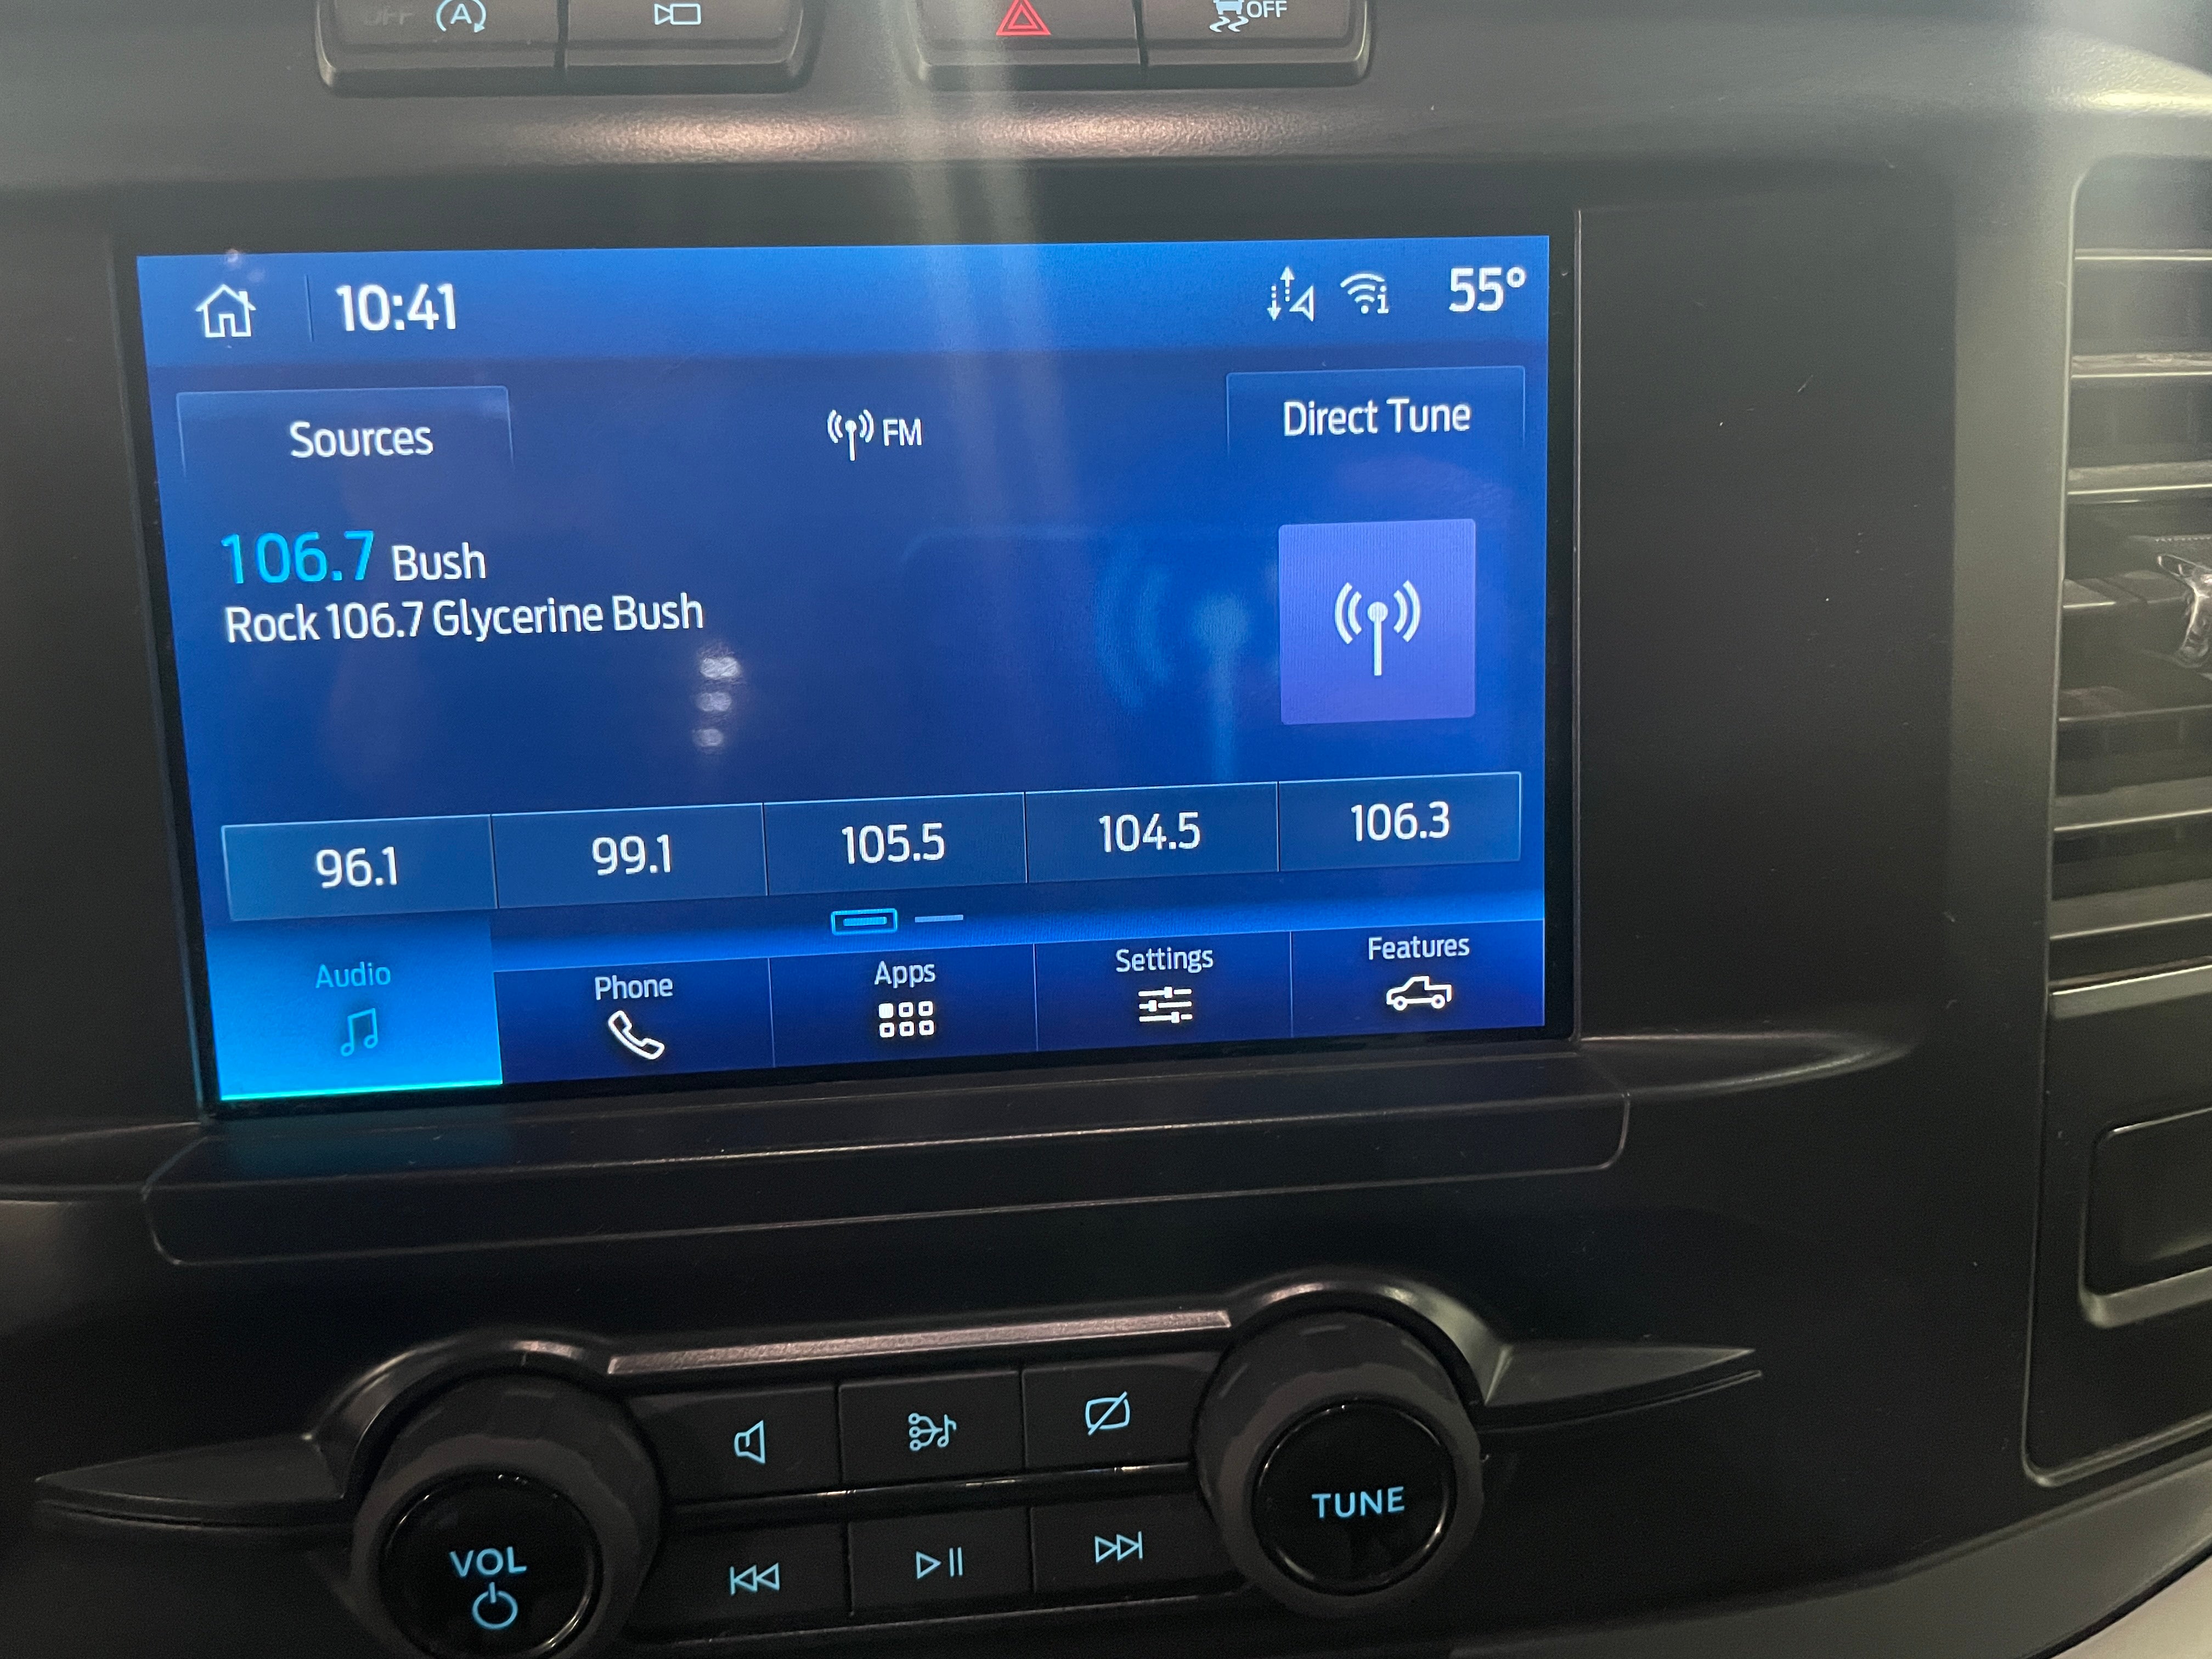 OFF A OFF
10:41 55°
Sources FM Direct Tune
106.7 Bush
Rock 106.7 Glycerine Bush
96.1 99.1 105.5 104.5 106.3
Audio Phone Apps Settings Features
TUNE
VOL